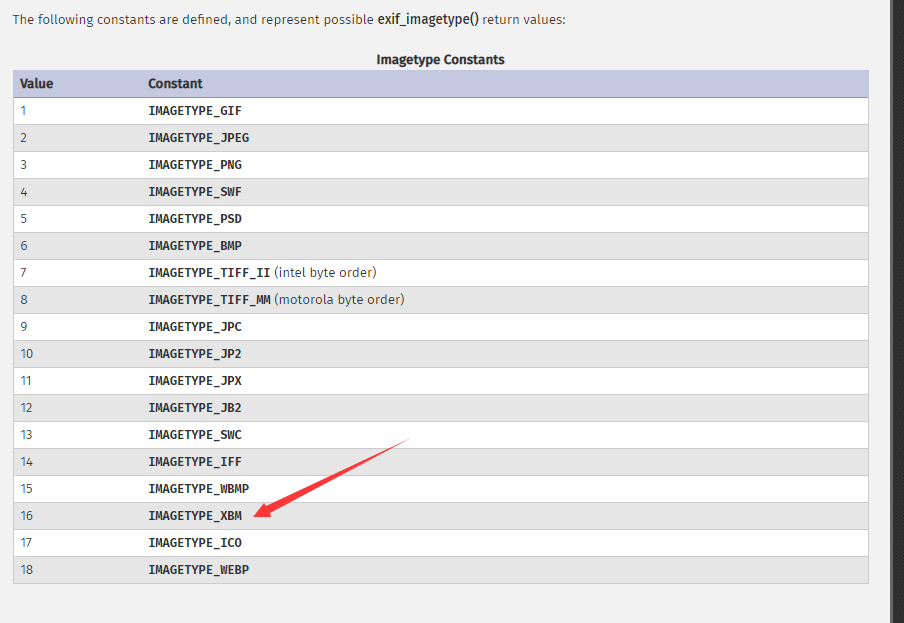 The following constants are defined, and represent possible exif_imagetype() return values:
Imagetype Constants
Value Constant
1 IMAGETYPE_GIF
2 IMAGETYPE_JPEG
3 IMAGETYPE_PNG
4 IMAGETYPE_SWF
5 IMAGETYPE_PSD
6 IMAGETYPE_BMP
7 IMAGETYPE_TIFF_II (intel byte order)
8 IMAGETYPE_TIFF_MM (motorola byte order)
9 IMAGETYPE_JPC
10 IMAGETYPE_JP2
11 IMAGETYPE_JPX
12 IMAGETYPE_JB2
13 IMAGETYPE_SWC
14 IMAGETYPE_IFF
15 IMAGETYPE_WBMP
16 IMAGETYPE_XBM
17 IMAGETYPE_ICO
18 IMAGETYPE_WEBP